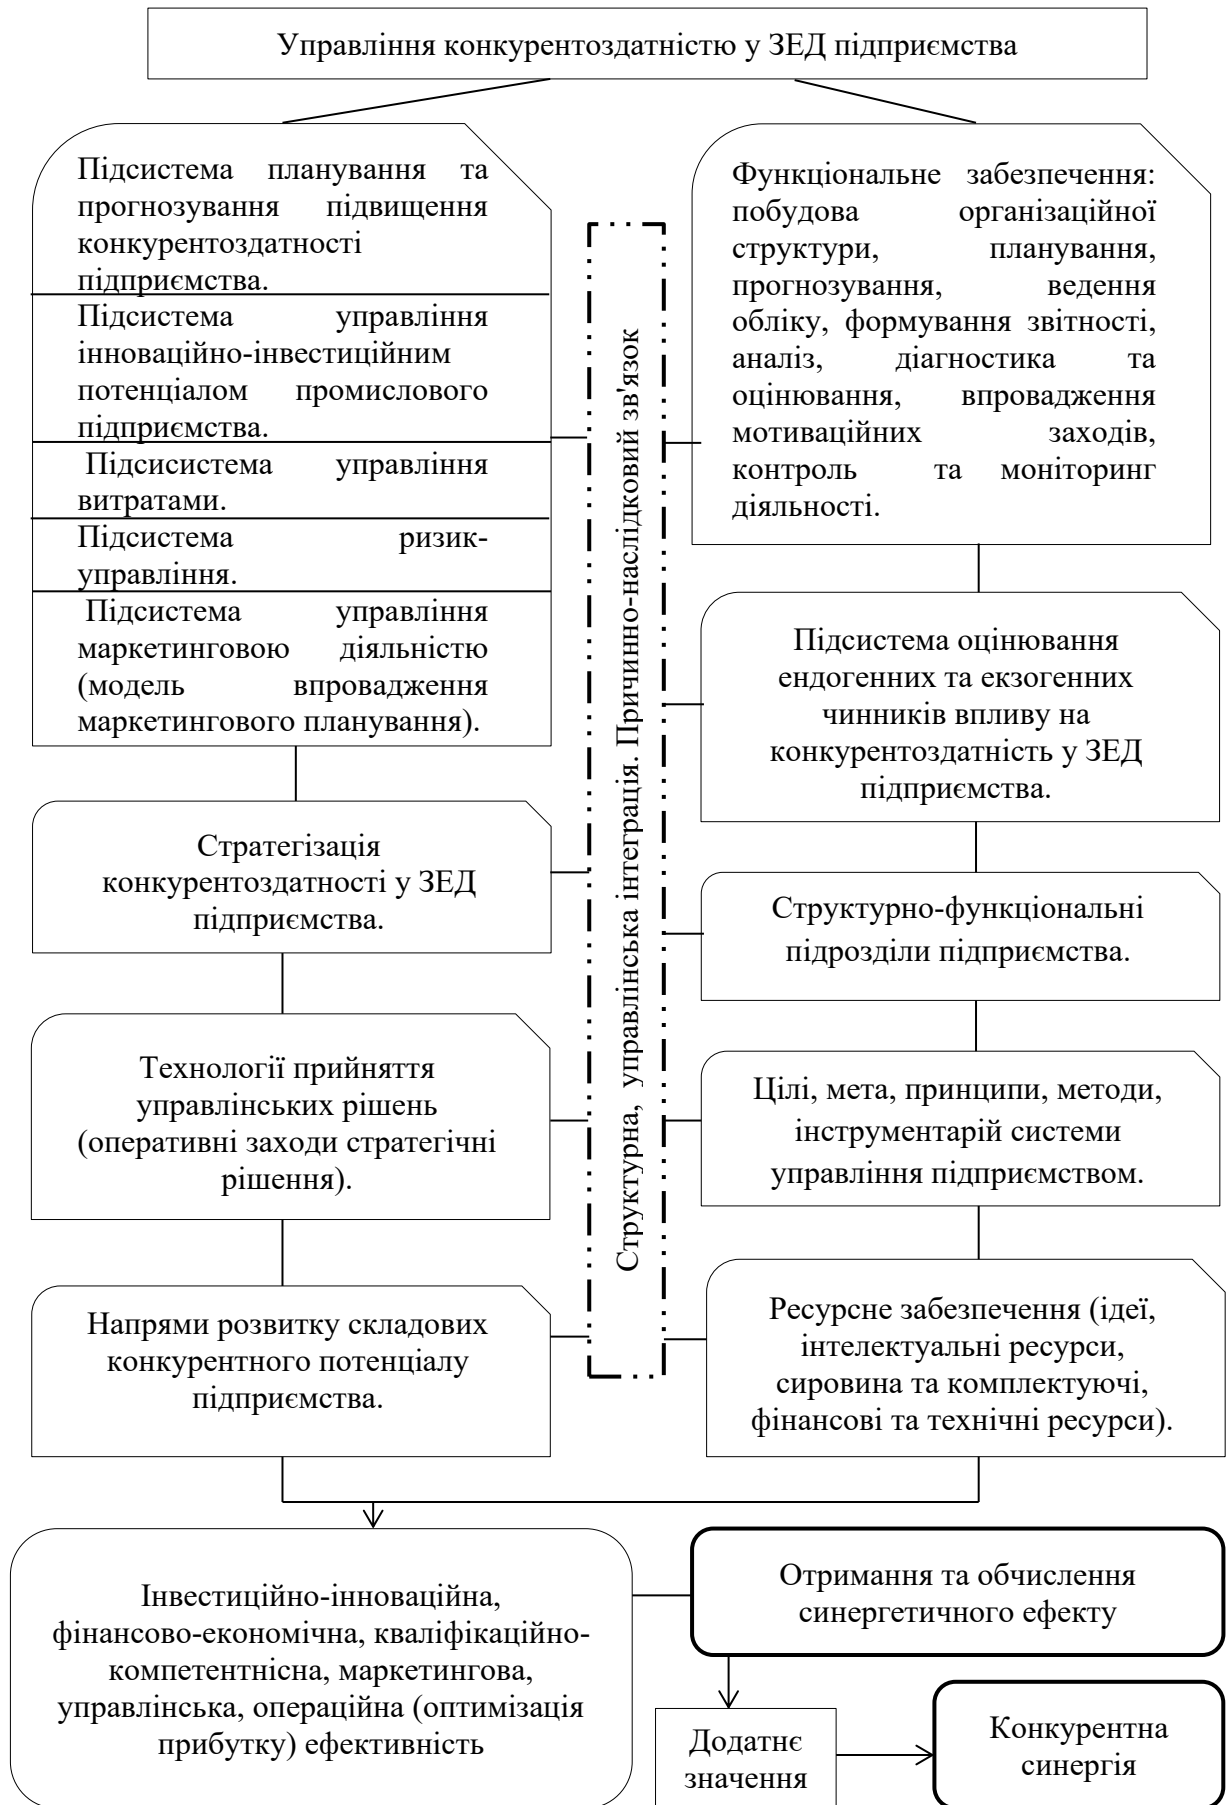 Управління конкурентоздатністю у ЗЕД підприємства
Підсистема планування та
прогнозування підвищення
конкурентоздатності
підприємства.
Підсистема управління
інноваційно-інвестиційним
потенціалом промислового
підприємства.
Підсисистема управління
витратами.
Підсистема ризик-
управління.
Підсистема управління
маркетинговою діяльністю
(модель впровадження
маркетингового планування).
Стратегізація
конкурентоздатності у ЗЕД
підприємства.
Технології прийняття
управлінських рішень
(оперативні заходи стратегічні
рішення).
Напрями розвитку складових
конкурентного потенціалу
підприємства.
Структурна, управлінська інтеграція. Причинно-наслідковий зв'язок
Функціональне забезпечення:
побудова організаційної
структури, планування,
прогнозування, ведення
обліку, формування звітності,
аналіз, діагностика та
оцінювання, впровадження
мотиваційних заходів,
контроль та моніторинг
діяльності.
Підсистема оцінювання
ендогенних та екзогенних
чинників впливу на
конкурентоздатність у ЗЕД
підприємства.
Структурно-функціональні
підрозділи підприємства.
Цілі, мета, принципи, методи,
інструментарій системи
управління підприємством.
Ресурсне забезпечення (ідеї,
інтелектуальні ресурси,
сировина та комплектуючі,
фінансові та технічні ресурси).
Інвестиційно-інноваційна,
фінансово-економічна, кваліфікаційно-
компетентнісна, маркетингова,
управлінська, операційна (оптимізація
прибутку) ефективність
Отримання та обчислення
синергетичного ефекту
Додатнє
значення
Конкурентна
синергія